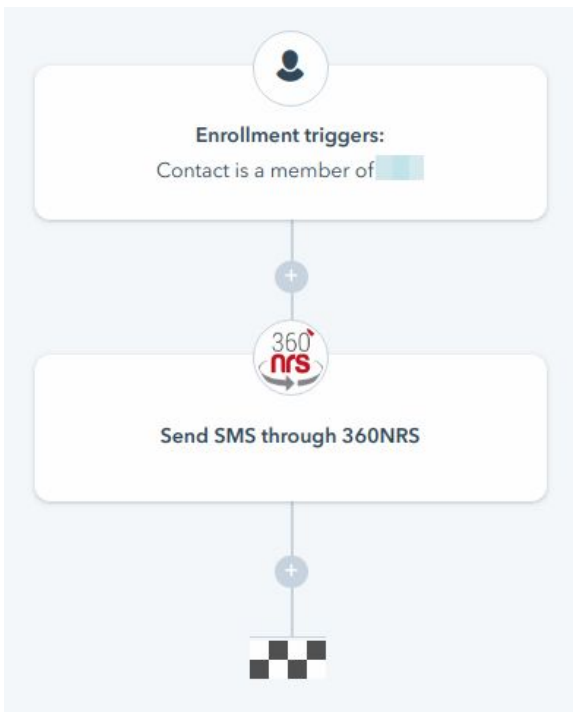 Enrollment triggers:
Contact is a member of
360
nrs
Send SMS through 360NRS